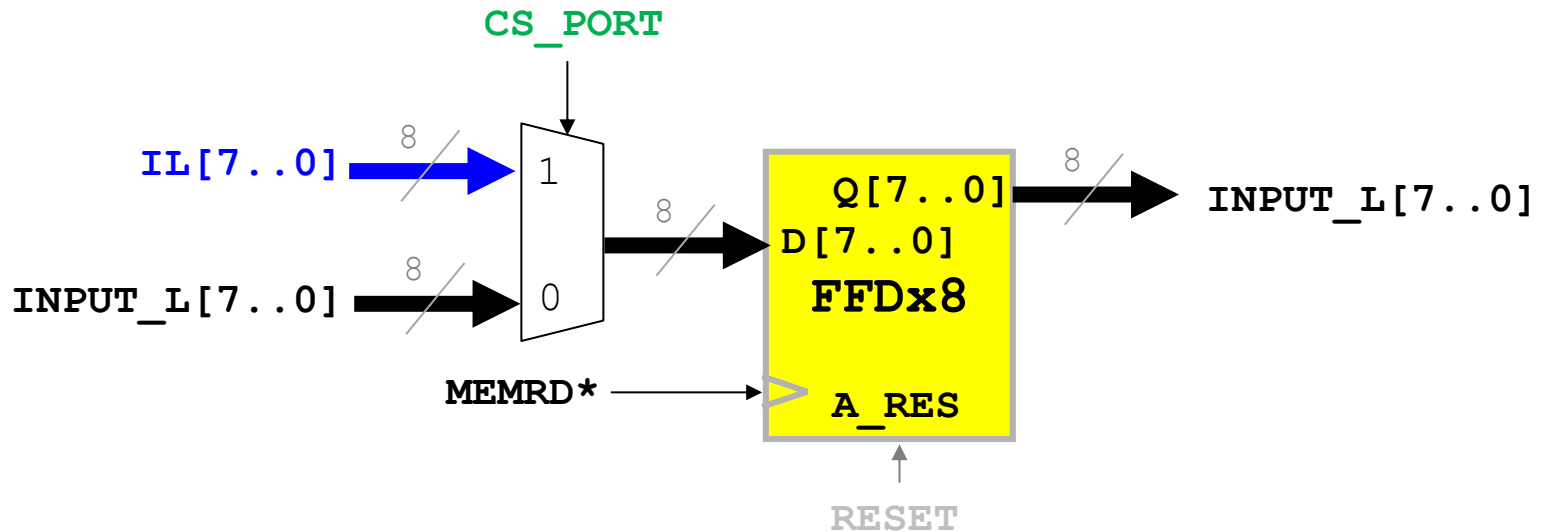 CS_PORT
8
IL[7..0]
1
8
Q[7..0]
8
INPUT_L[7..0]
8
D[7..0]
INPUT_L[7..0]
8
0
FFDx8
MEMRD*
>
A_RES
RESET